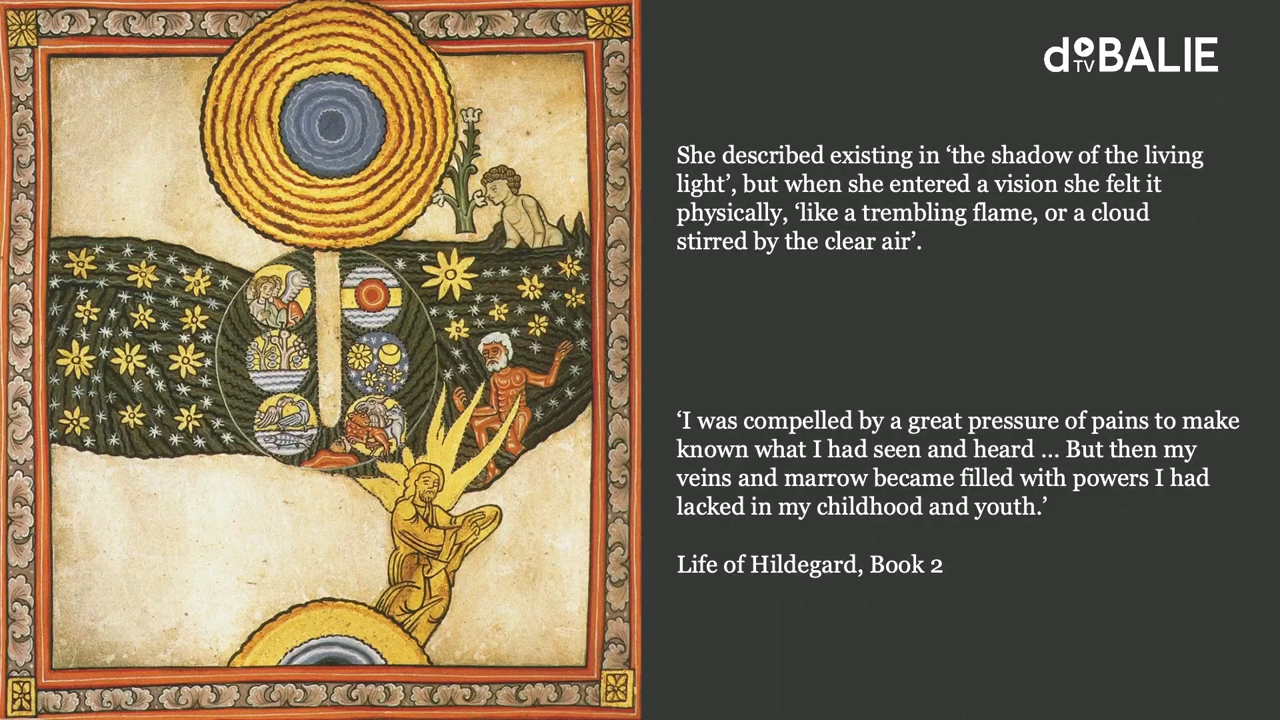 de BALIE
TV
She described existing in ‘the shadow of the living
light’, but when she entered a vision she felt it
physically, ‘like a trembling flame, or a cloud
stirred by the clear air’.
‘I was compelled by a great pressure of pains to make
known what I had seen and heard ... But then my
veins and marrow became filled with powers I had
lacked in my childhood and youth.’
Life of Hildegard, Book 2